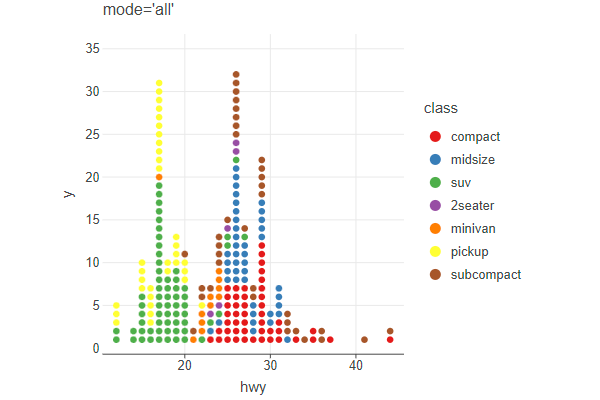 mode='all'
35
30
25
20
15
10
5
0
y
20
30
40
hwy
class
compact
midsize
suv
2seater
minivan
pickup
subcompact